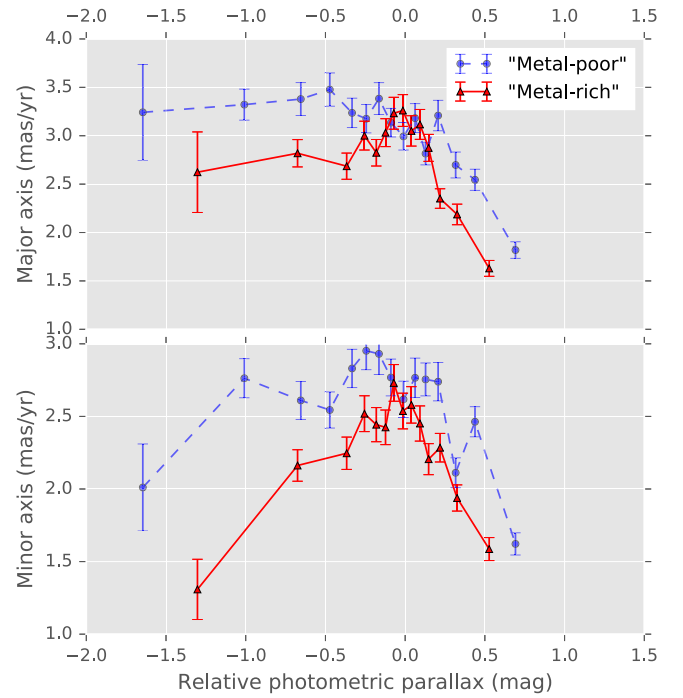 −2.0 −1.5 −1.0 −0.5 0.0 0.5 1.0 1.5
4.0
3.5
3.0
2.5
2.0
1.5
1.0
Major axis (mas/yr)
"Metal-poor"
"Metal-rich"
3.0
2.5
2.0
1.5
1.0
Minor axis (mas/yr)
−2.0 −1.5 −1.0 −0.5 0.0 0.5 1.0 1.5
Relative photometric parallax (mag)